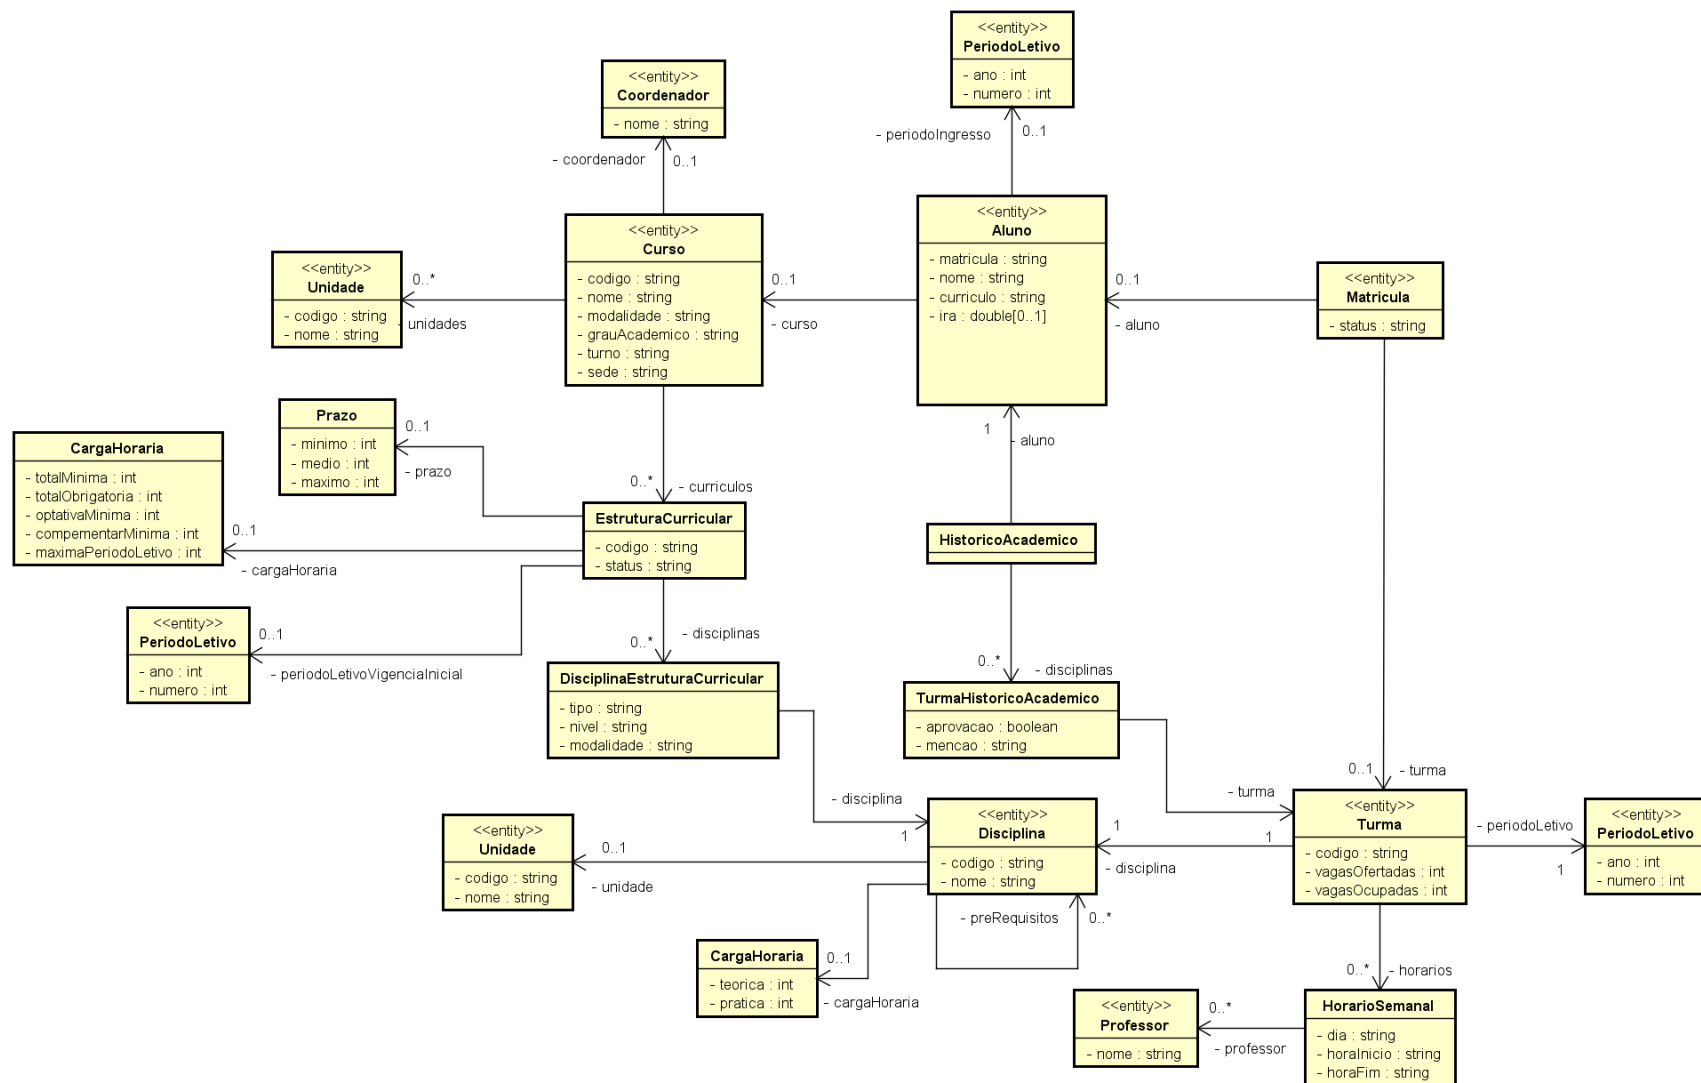 <<entity>>
PeriodoLetivo
- ano : int
- numero : int
- periodoIngresso
0..1
<<entity>>
Coordenador
- nome : string
- coordenador
0..1
<<entity>>
Curso
- codigo : string
- nome : string
- modalidade : string
- grauAcademico : string
- turno : string
- sede : string
<<entity>>
Aluno
- matricula : string
- nome : string
- curriculo : string
- ira : double[0..1]
<<entity>>
Unidade
- codigo : string
- nome : string
0..*
- unidades
0..1
- curso
0..1
- aluno
<<entity>>
Matricula
- status : string
Prazo
- minimo : int
- medio : int
- maximo : int
0..1
- prazo
CargaHoraria
- totalMinima : int
- totalObrigatoria : int
- optativaMinima : int
- compementarMinima : int
- maximaPeriodoLetivo : int
0..1
- cargaHoraria
0..*
- curriculos
EstruturaCurricular
- codigo : string
- status : string
1
- aluno
HistoricoAcademico
<<entity>>
PeriodoLetivo
- ano : int
- numero : int
0..1
- periodoLetivoVigenciaInicial
0..*
- disciplinas
DisciplinaEstruturaCurricular
- tipo : string
- nivel : string
- modalidade : string
0..*
- disciplinas
TurmaHistoricoAcademico
- aprovacao : boolean
- mencao : string
0..1
- turma
- turma
1
<<entity>>
Turma
- codigo : string
- vagasOfertadas : int
- vagasOcupadas : int
- periodoLetivo
1
<<entity>>
PeriodoLetivo
- ano : int
- numero : int
- disciplina
1
<<entity>>
Disciplina
- codigo : string
- nome : string
1
- disciplina
<<entity>>
Unidade
- codigo : string
- nome : string
0..1
- unidade
- preRequisitos
0..*
CargaHoraria
- teorica : int
- pratica : int
0..1
- cargaHoraria
0..*
- horarios
<<entity>>
Professor
- nome : string
0..*
- professor
HorarioSemanal
- dia : string
- horaInicio : string
- horaFim : string